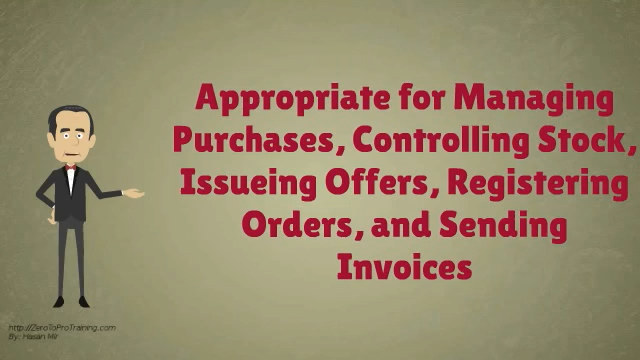 Appropriate for Managing
Purchases, Controlling Stock,
Issueing Offers, Registering
Orders, and Sending
Invoices
http://ZeroToProTraining.com
By: Hasan Mir